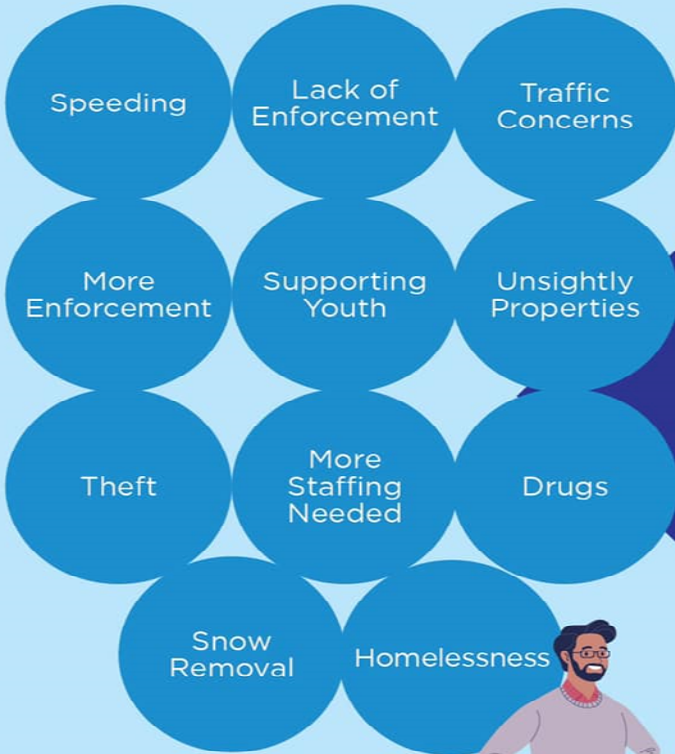 Speeding
Lack of
Enforcement
Traffic
Concerns
More
Enforcement
Supporting
Youth
Unsightly
Properties
Theft
More
Staffing
Needed
Drugs
Snow
Removal
Homelessness